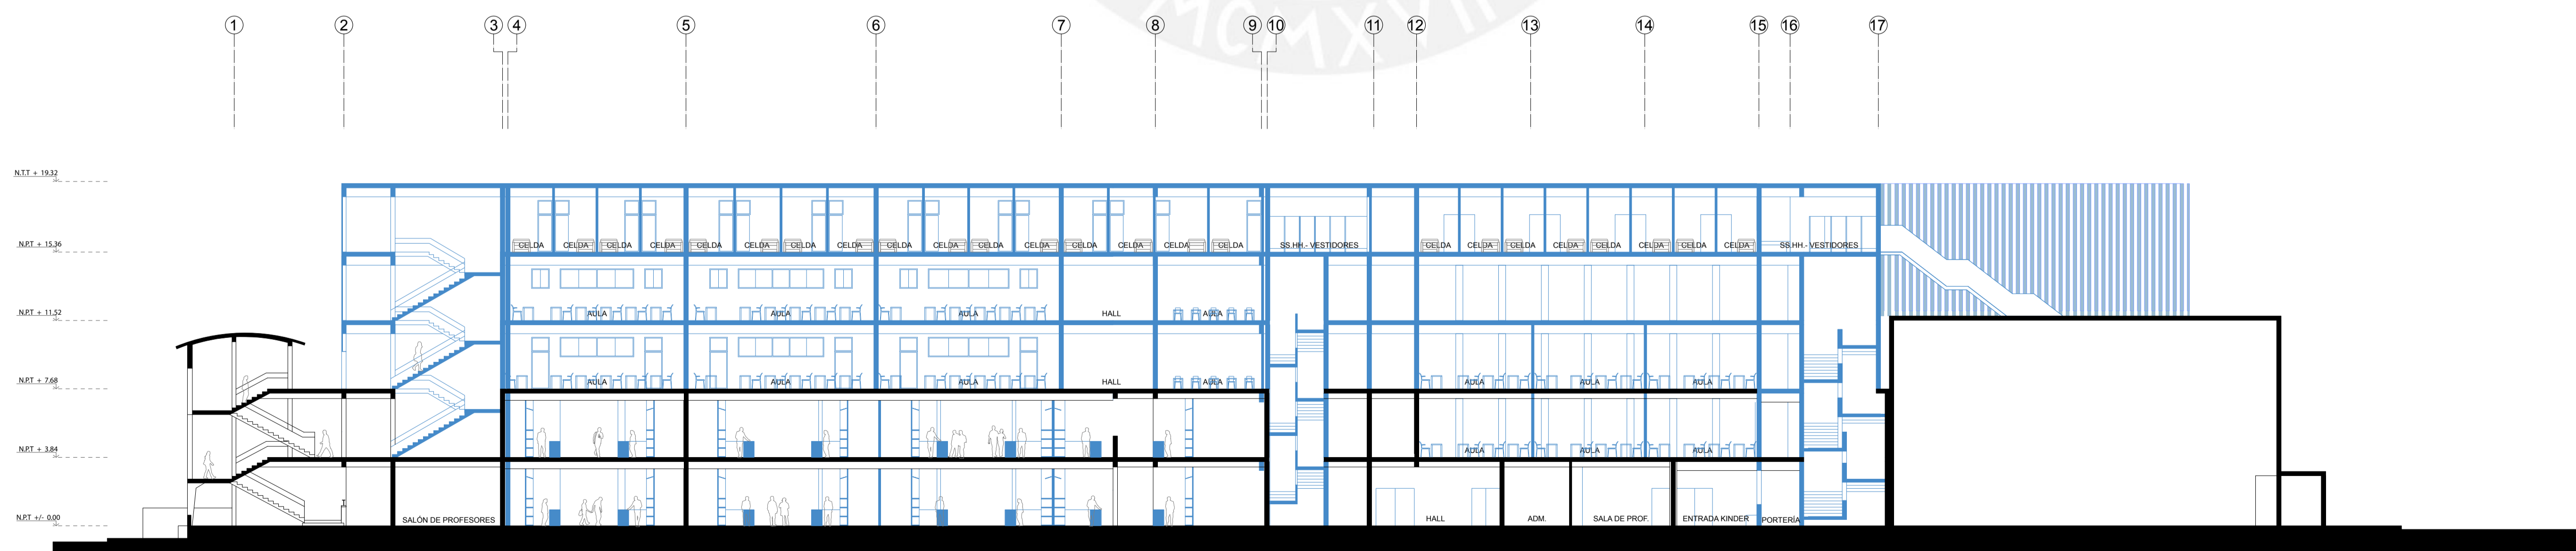 MCMXVII
1 2 3 4 5 6 7 8 9 10 11 12 13 14 15 16 17
N.T.T + 19.32
N.P.T + 15.36
CELDA CELDA CELDA CELDA CELDA CELDA CELDA CELDA CELDA CELDA CELDA CELDA CELDA CELDA CELDA CELDA SS.HH.- VESTIDORES CELDA CELDA CELDA CELDA CELDA CELDA CELDA CELDA SS.HH.- VESTIDORES
N.P.T + 11.52
AULA AULA AULA HALL AULA
N.P.T + 7.68
AULA AULA AULA HALL AULA AULA AULA AULA
N.P.T + 3.84
AULA AULA AULA
N.P.T +/- 0.00
SALÓN DE PROFESORES HALL ADM. SALA DE PROF. ENTRADA KINDER PORTERÍA